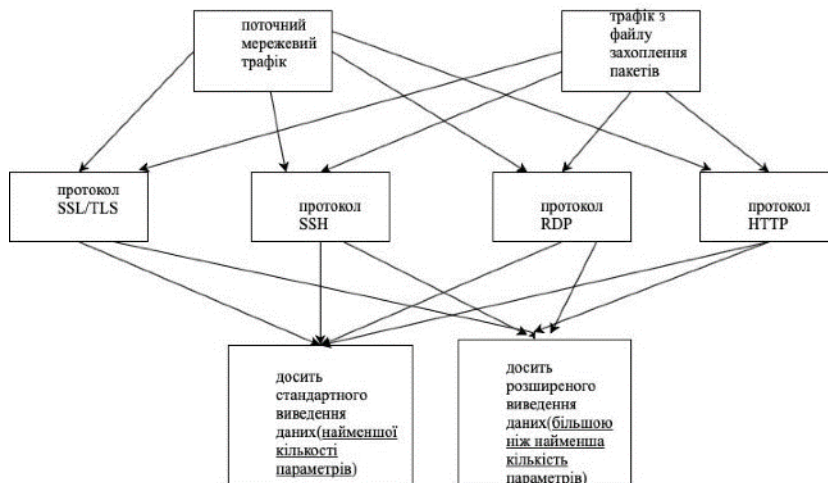 поточний
мережевий
трафік
трафік з
файлу
захоплення
пакетів
протокол
SSL/TLS
протокол
SSH
протокол
RDP
протокол
HTTP
досить
стандартного
виведення
даних(найменшої
кількості
параметрів)
досить
розширеного
виведення
даних(більшою
ніж найменша
кількість
параметрів)